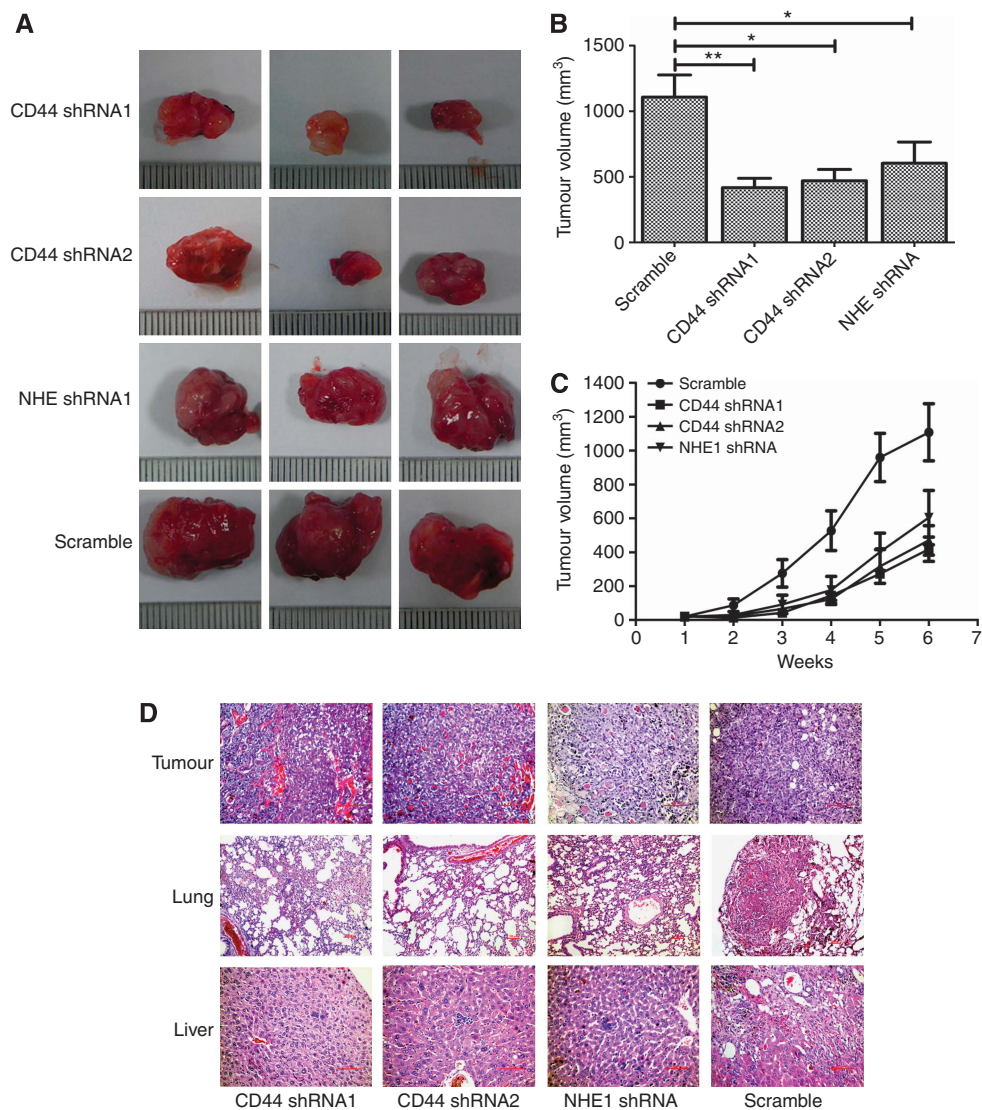 A
CD44 shRNA1
CD44 shRNA2
NHE shRNA1
Scramble
B
Tumour volume (mm³)
1500
1000
500
0
*
*
**
Scramble
CD44 shRNA1
CD44 shRNA2
NHE shRNA
C
Tumour volume (mm³)
1400
1200
1000
800
600
400
200
0
Scramble
CD44 shRNA1
CD44 shRNA2
NHE1 shRNA
0 1 2 3 4 5 6 7
Weeks
D
Tumour
Lung
Liver
CD44 shRNA1 CD44 shRNA2 NHE1 shRNA Scramble